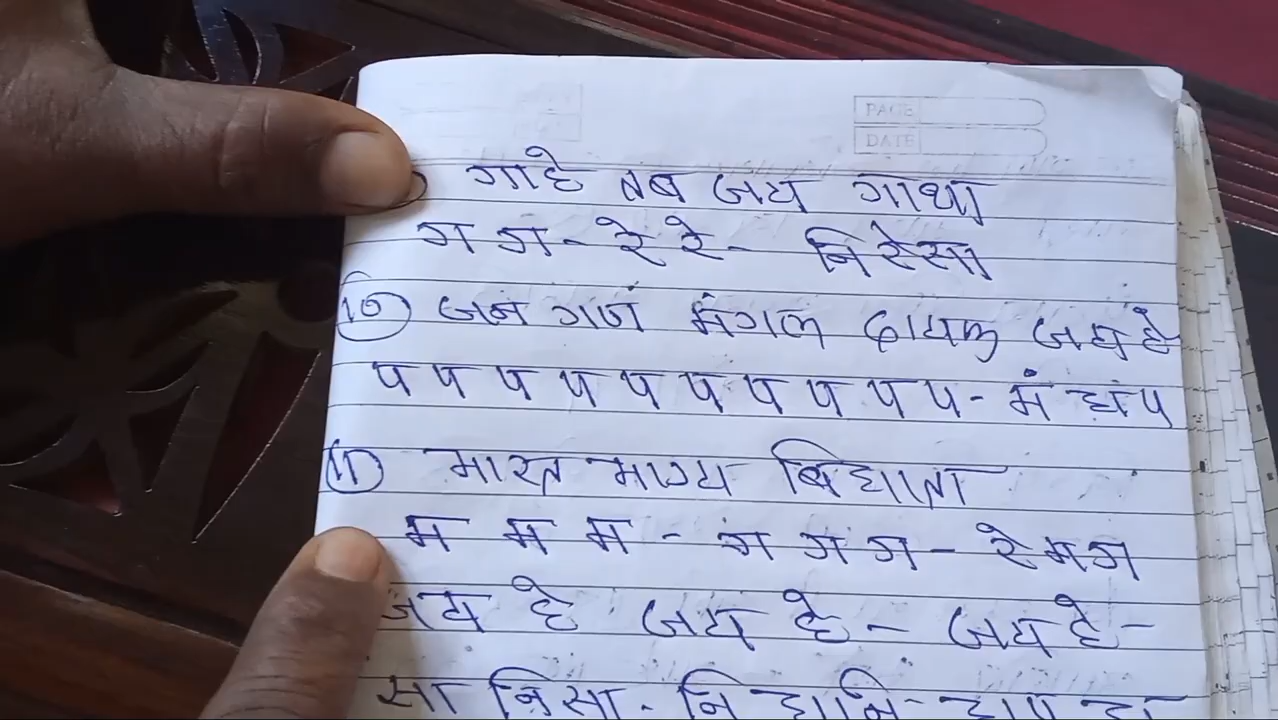 PAGE
DATE
गाहे तब जय गाथा
ग ग - रे रे - नि रे सा
10 जन गणं मंगल दायक जय हे
प प प प प प प प प प - मं धा प
11 भारत भाग्य बिधाता
म म म - ग ग ग - रे म ग
जय हे जय हे - जय हे -
सा नि सा - नि धा नि - धा प धा